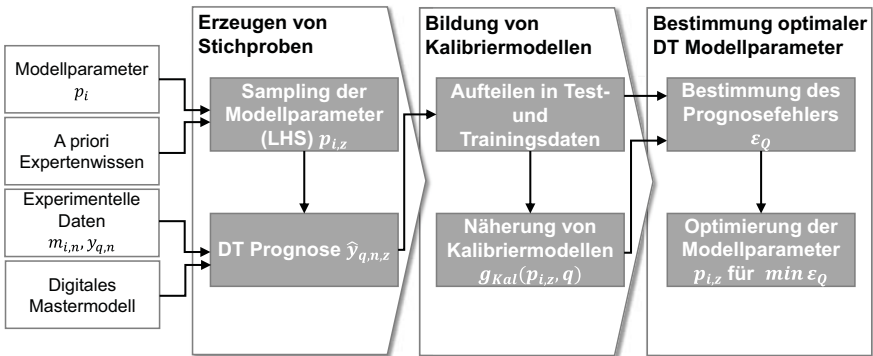 Modellparameter
𝑝ᵢ
A priori
Expertenwissen
Experimentelle
Daten
𝑚ᵢ,ₙ, 𝑦_{q,n}
Digitales
Mastermodell
Erzeugen von
Stichproben
Sampling der
Modellparameter
(LHS) 𝑝_{i,z}
DT Prognose ŷ_{q,n,z}
Bildung von
Kalibriermodellen
Aufteilen in Test-
und
Trainingsdaten
Näherung von
Kalibriermodellen
g_{Kal}(p_{i,z}, q)
Bestimmung optimaler
DT Modellparameter
Bestimmung des
Prognosefehlers
ε_Q
Optimierung der
Modellparameter
p_{i,z} für min ε_Q